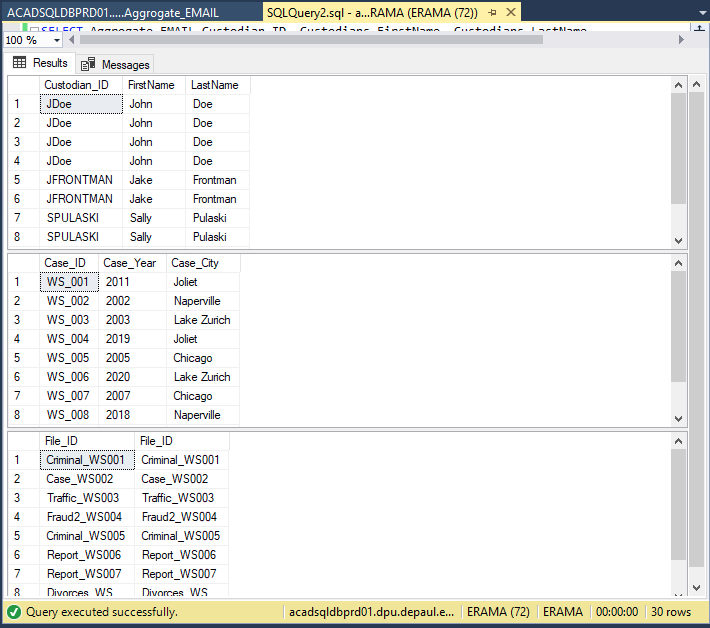 ACADSQLDBPRD01.....Aggregate_EMAIL SQLQuery2.sql - a...RAMA (ERAMA (72))
SELECT Aggregate_EMAIL.Custodian_ID, Custodians.FirstName, Custodians.LastName
100 %
Results Messages
Custodian_ID FirstName LastName
1 JDoe John Doe
2 JDoe John Doe
3 JDoe John Doe
4 JDoe John Doe
5 JFRONTMAN Jake Frontman
6 JFRONTMAN Jake Frontman
7 SPULASKI Sally Pulaski
8 SPULASKI Sally Pulaski
Case_ID Case_Year Case_City
1 WS_001 2011 Joliet
2 WS_002 2002 Naperville
3 WS_003 2003 Lake Zurich
4 WS_004 2019 Joliet
5 WS_005 2005 Chicago
6 WS_006 2020 Lake Zurich
7 WS_007 2007 Chicago
8 WS_008 2018 Naperville
File_ID File_ID
1 Criminal_WS001 Criminal_WS001
2 Case_WS002 Case_WS002
3 Traffic_WS003 Traffic_WS003
4 Fraud2_WS004 Fraud2_WS004
5 Criminal_WS005 Criminal_WS005
6 Report_WS006 Report_WS006
7 Report_WS007 Report_WS007
8 Divorces_WS Divorces_WS
Query executed successfully. acadsqldbprd01.dpu.depaul.e... ERAMA (72) ERAMA 00:00:00 30 rows